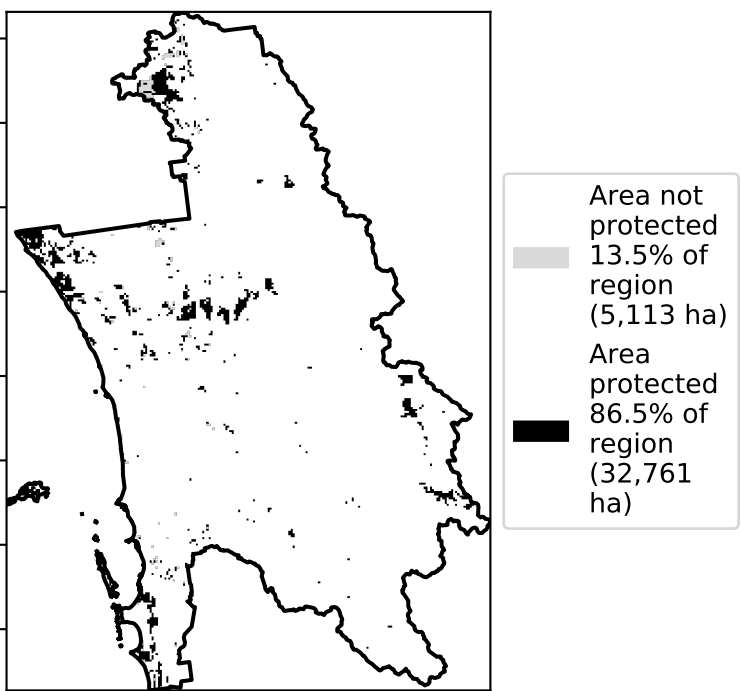 Area not
protected
13.5% of
region
(5,113 ha)
Area
protected
86.5% of
region
(32,761
ha)